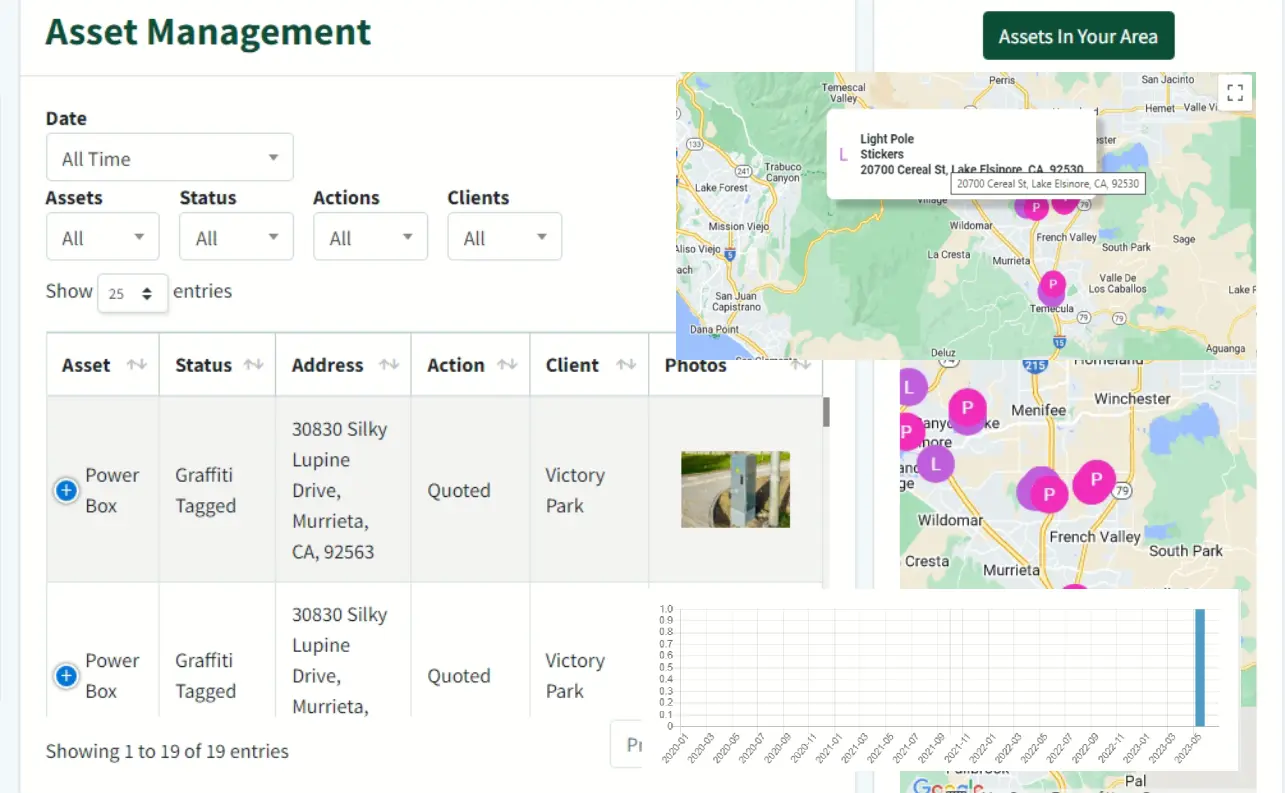 Asset Management
Assets In Your Area
Date
All Time
Assets Status Actions Clients
All All All All
Show 25 entries
Asset Status Address Action Client Photos
Power Box
Graffiti Tagged
30830 Silky Lupine Drive, Murrieta, CA, 92563
Quoted
Victory Park
Power Box
Graffiti Tagged
30830 Silky Lupine Drive, Murrieta,
Quoted
Victory Park
Showing 1 to 19 of 19 entries
Temescal Valley
Perris
San Jacinto
Hemet
Valle Vi
133
241
Trabuco Canyon
Lake Forest
L
Light Pole
Stickers
20700 Cereal St, Lake Elsinore, CA, 92530
20700 Cereal St, Lake Elsinore, CA, 92530
Village
P
79
Mission Viejo
Wildomar
French Valley
South Park
Sage
Aliso Viejo
5
La Cresta
Murrieta
each
P
Valle De Los Caballos
San Juan Capistrano
Lake R
Temecula
79
79
Dana Point
15
San Clemente
Deluz
Aguanga
74
215
Homeland
L
P
Menifee
Winchester
P
L
P
P
79
Wildomar
French Valley
South Park
Cresta
Murrieta
1.0
0.9
0.8
0.7
0.6
0.5
0.4
0.3
0.2
0.1
0
2020-01 2020-03 2020-05 2020-07 2020-09 2020-11 2021-01 2021-03 2021-05 2021-07 2021-09 2021-11 2022-01 2022-03 2022-05 2022-07 2022-09 2022-11 2023-01 2023-03 2023-05
Pr
Fallbrook
Pal
Google